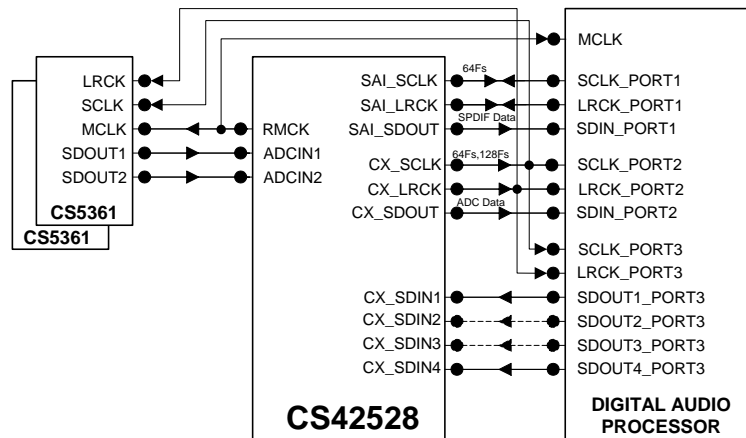 LRCK
SCLK
MCLK
SDOUT1
SDOUT2
CS5361
CS5361
RMCK
ADCIN1
ADCIN2
SAI_SCLK
SAI_LRCK
SAI_SDOUT
CX_SCLK
CX_LRCK
CX_SDOUT
CX_SDIN1
CX_SDIN2
CX_SDIN3
CX_SDIN4
CS42528
64Fs
SPDIF Data
64Fs,128Fs
ADC Data
MCLK
SCLK_PORT1
LRCK_PORT1
SDIN_PORT1
SCLK_PORT2
LRCK_PORT2
SDIN_PORT2
SCLK_PORT3
LRCK_PORT3
SDOUT1_PORT3
SDOUT2_PORT3
SDOUT3_PORT3
SDOUT4_PORT3
DIGITAL AUDIO
PROCESSOR